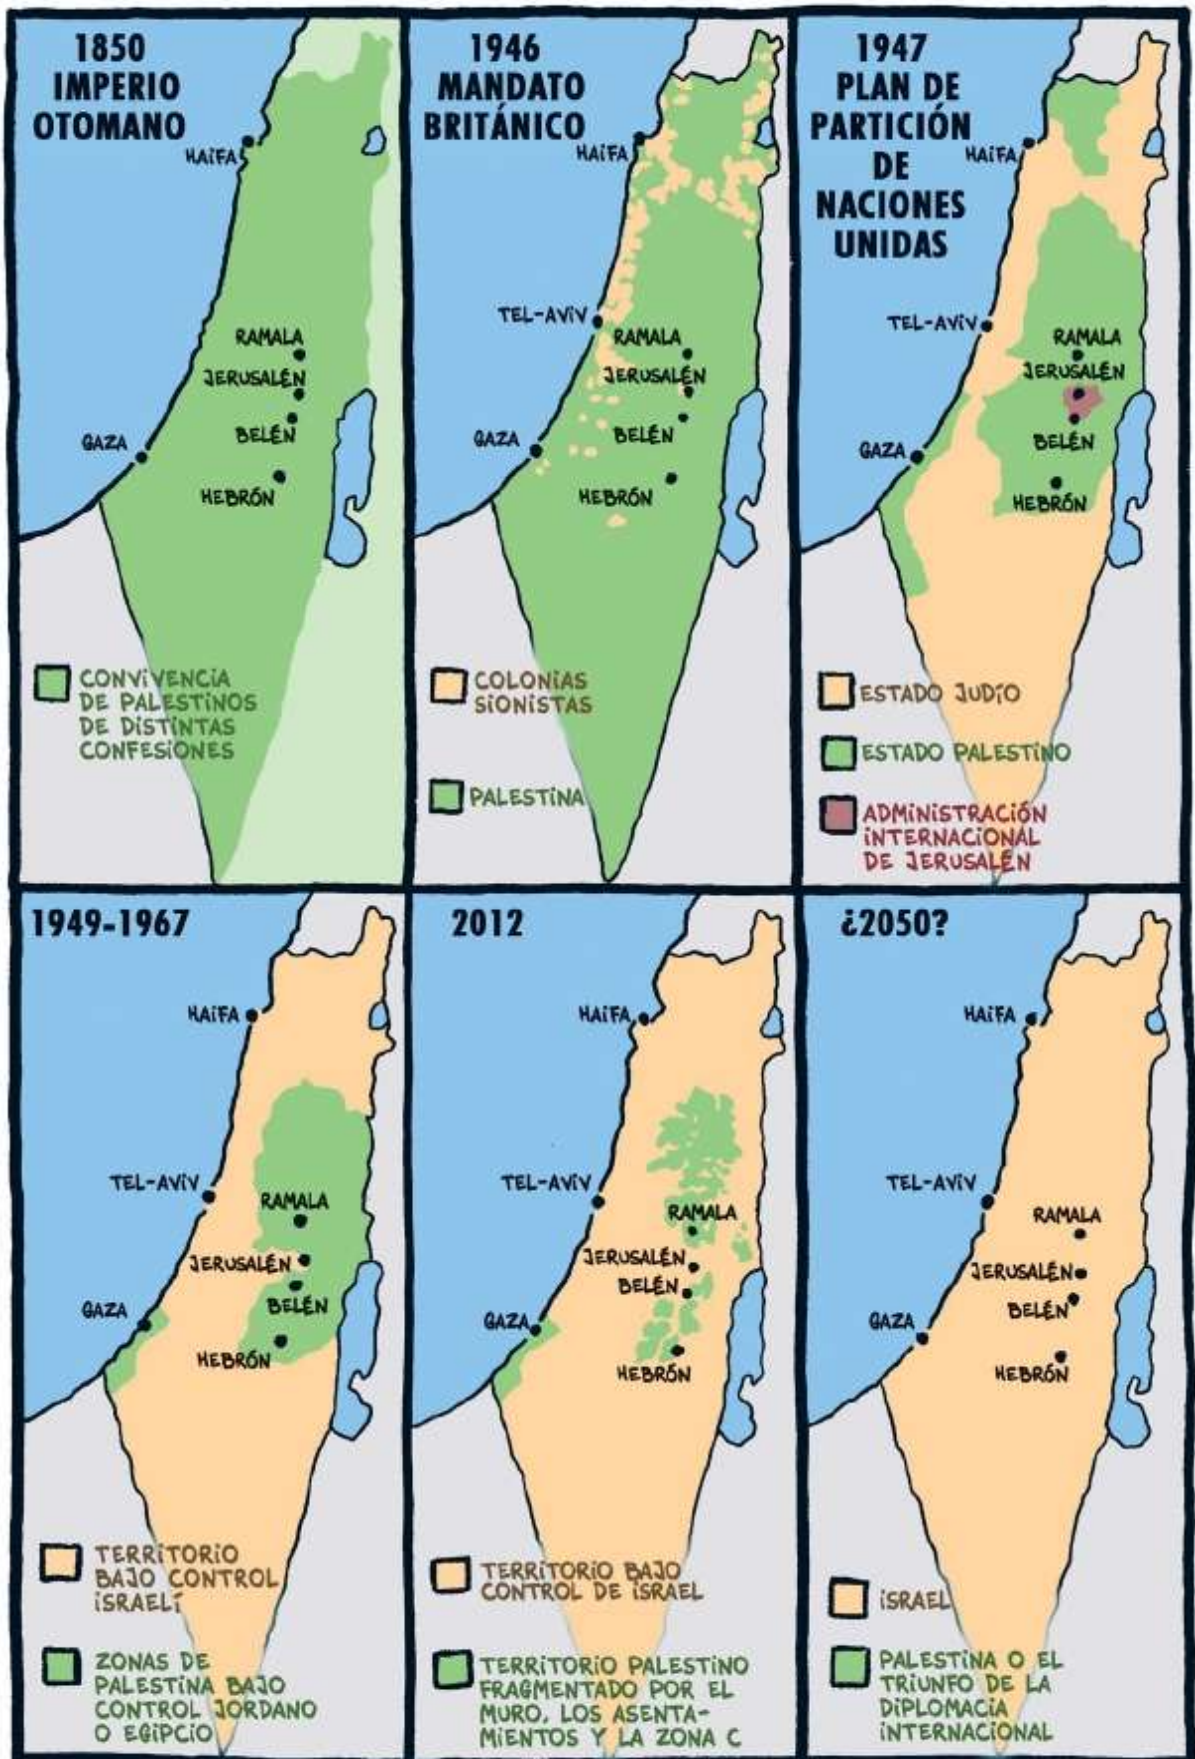 1850
IMPERIO
OTOMANO
HAiFA
RAMALA
JERUSALÉN
GAZA
BELÉN
HEBRÓN
CONViVENCiA
DE PALESTiNOS
DE DiSTiNTAS
CONFESiONES
1946
MANDATO
BRITÁNICO
HAiFA
TEL-AViV
RAMALA
JERUSALÉN
GAZA
BELÉN
HEBRÓN
COLONiAS
SiONiSTAS
PALESTiNA
1947
PLAN DE
PARTICIÓN
DE
NACIONES
UNIDAS
HAiFA
TEL-AViV
RAMALA
JERUSALÉN
GAZA
BELÉN
HEBRÓN
ESTADO JUDÍO
ESTADO PALESTiNO
ADMiNiSTRACiÓN
iNTERNACiONAL
DE JERUSALÉN
1949-1967
HAiFA
TEL-AViV
RAMALA
JERUSALÉN
GAZA
BELÉN
HEBRÓN
TERRiTORiO
BAJO CONTROL
iSRAELÍ
ZONAS DE
PALESTiNA BAJO
CONTROL JORDANO
O EGiPCiO
2012
HAiFA
TEL-AViV
RAMALA
JERUSALÉN
BELÉN
GAZA
HEBRÓN
TERRiTORiO BAJO
CONTROL DE iSRAEL
TERRiTORiO PALESTiNO
FRAGMENTADO POR EL
MURO, LOS ASENTA-
MiENTOS Y LA ZONA C
¿2050?
HAiFA
TEL-AViV
RAMALA
JERUSALÉN
BELÉN
GAZA
HEBRÓN
iSRAEL
PALESTiNA O EL
TRiUNFO DE LA
DiPLOMACiA
iNTERNACiONAL